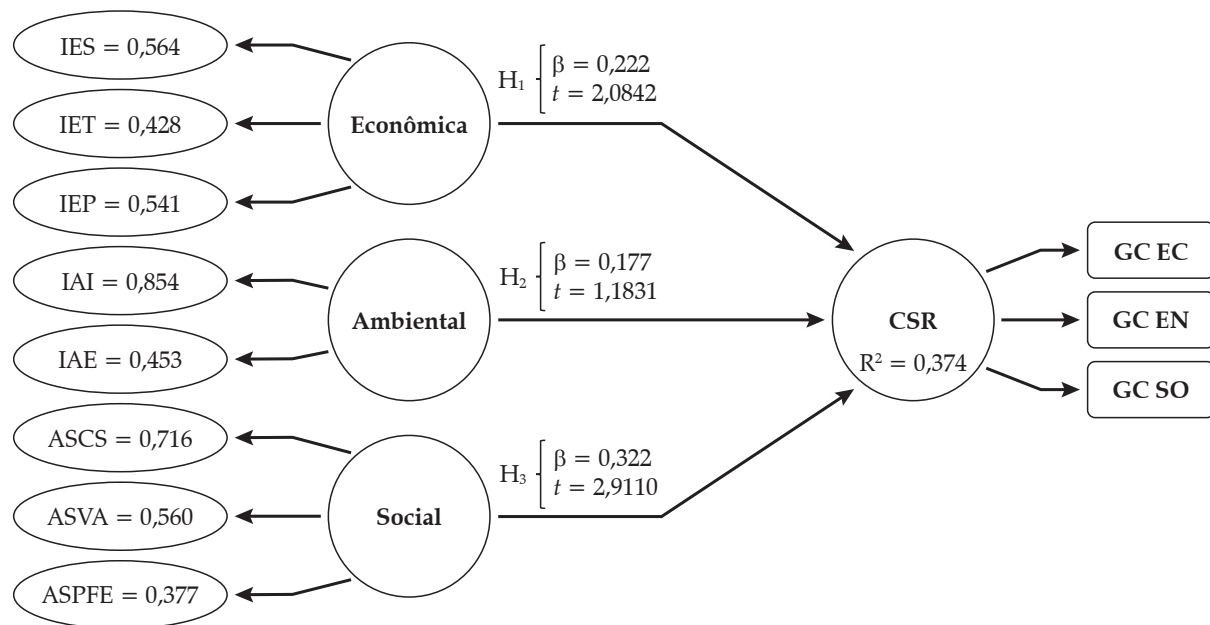 IES = 0,564
IET = 0,428
IEP = 0,541
IAI = 0,854
IAE = 0,453
ASCS = 0,716
ASVA = 0,560
ASPFE = 0,377
Econômica
Ambiental
Social
H₁
β = 0,222
t = 2,0842
H₂
β = 0,177
t = 1,1831
H₃
β = 0,322
t = 2,9110
CSR
R² = 0,374
GC EC
GC EN
GC SO